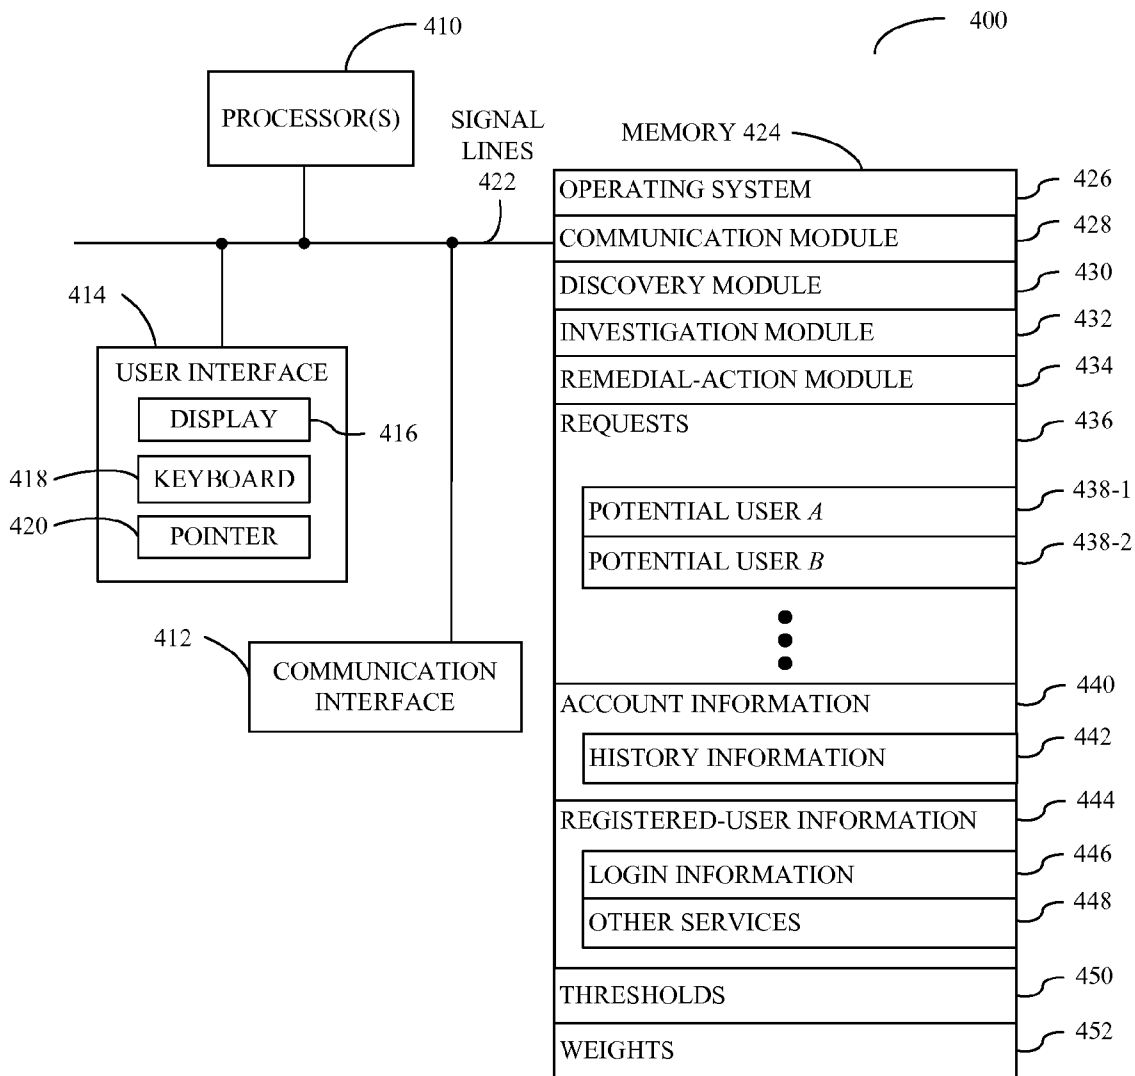 400
410
PROCESSOR(S)
SIGNAL
LINES
422
MEMORY 424
OPERATING SYSTEM
426
COMMUNICATION MODULE
428
DISCOVERY MODULE
430
INVESTIGATION MODULE
432
REMEDIAL-ACTION MODULE
434
REQUESTS
436
POTENTIAL USER A
438-1
POTENTIAL USER B
438-2
ACCOUNT INFORMATION
440
HISTORY INFORMATION
442
REGISTERED-USER INFORMATION
444
LOGIN INFORMATION
446
OTHER SERVICES
448
THRESHOLDS
450
WEIGHTS
452
414
USER INTERFACE
DISPLAY
416
418
KEYBOARD
420
POINTER
412
COMMUNICATION
INTERFACE